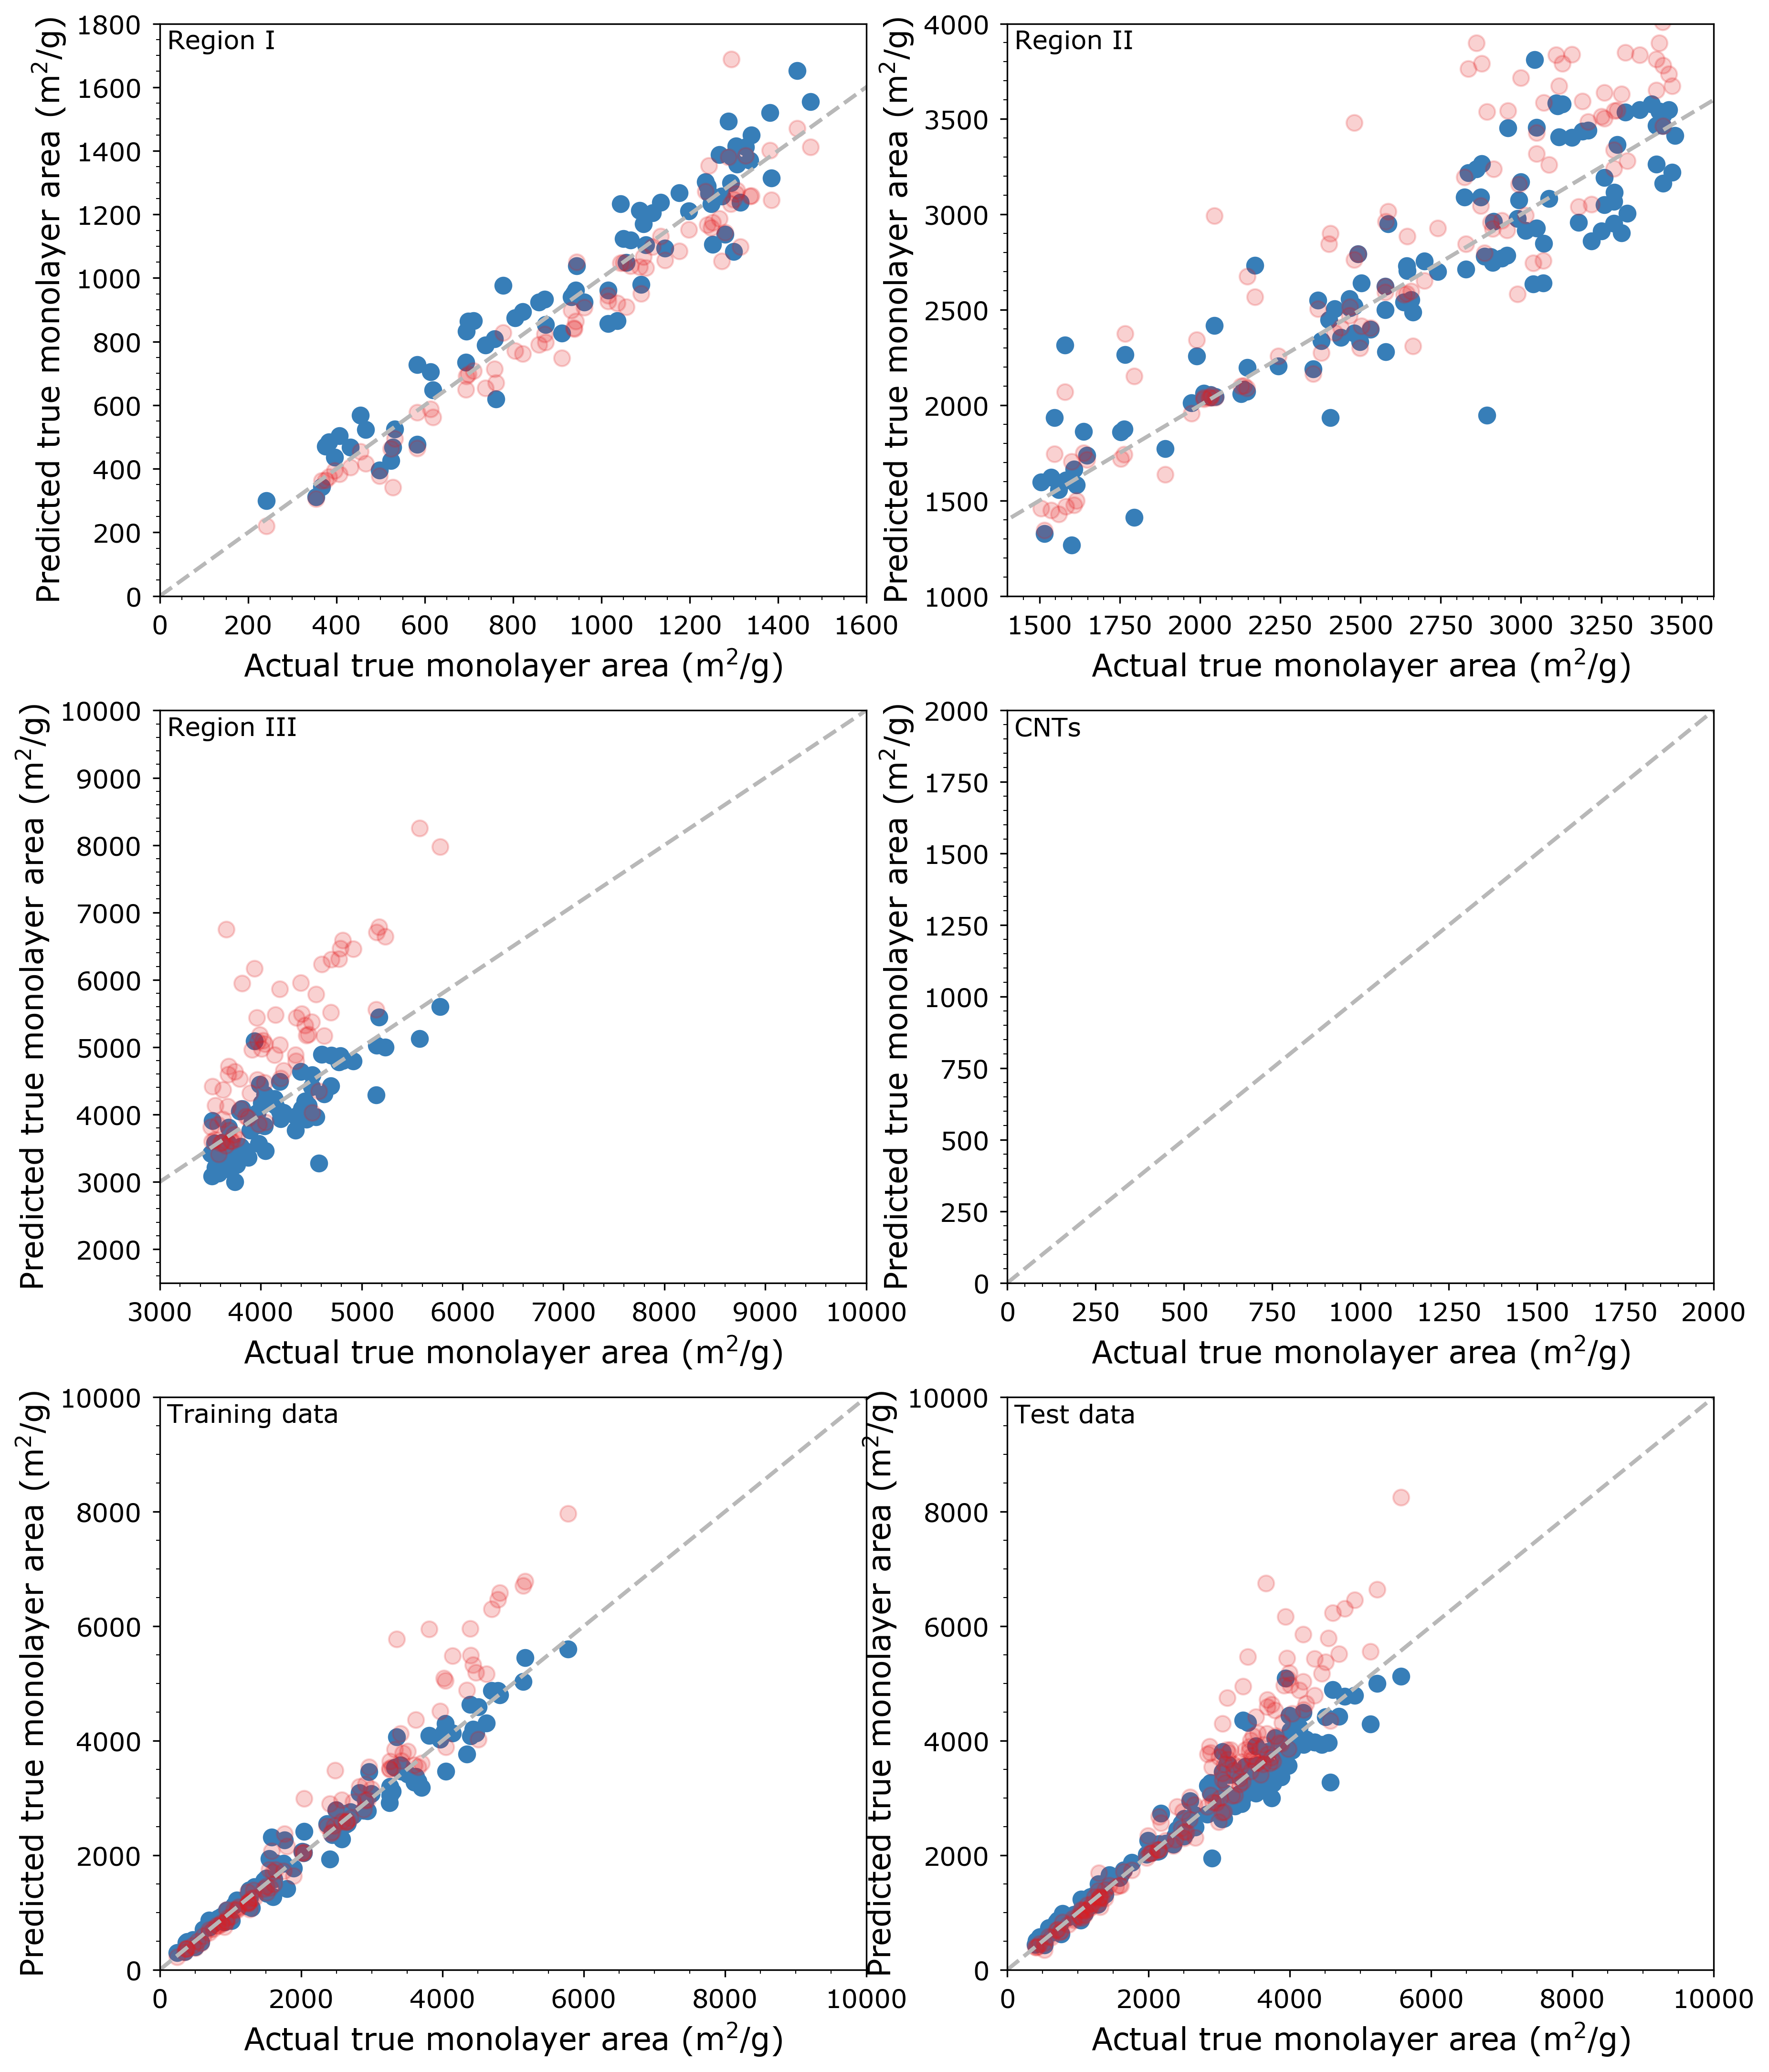 Region I
Predicted true monolayer area (m²/g)
1800
1600
1400
1200
1000
800
600
400
200
0
0 200 400 600 800 1000 1200 1400 1600
Actual true monolayer area (m²/g)
Region II
Predicted true monolayer area (m²/g)
4000
3500
3000
2500
2000
1500
1000
1500 1750 2000 2250 2500 2750 3000 3250 3500
Actual true monolayer area (m²/g)
Region III
Predicted true monolayer area (m²/g)
10000
9000
8000
7000
6000
5000
4000
3000
2000
3000 4000 5000 6000 7000 8000 9000 10000
Actual true monolayer area (m²/g)
CNTs
Predicted true monolayer area (m²/g)
2000
1750
1500
1250
1000
750
500
250
0
0 250 500 750 1000 1250 1500 1750 2000
Actual true monolayer area (m²/g)
Training data
Predicted true monolayer area (m²/g)
10000
8000
6000
4000
2000
0
0 2000 4000 6000 8000 10000
Actual true monolayer area (m²/g)
Test data
Predicted true monolayer area (m²/g)
10000
8000
6000
4000
2000
0
0 2000 4000 6000 8000 10000
Actual true monolayer area (m²/g)